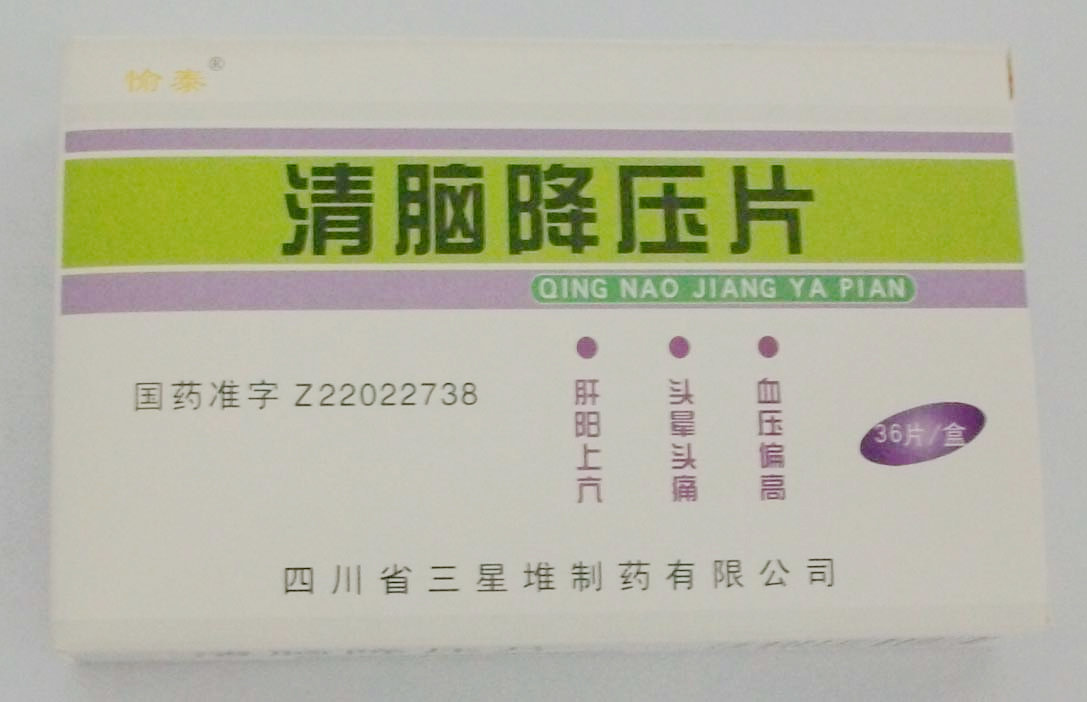 愉泰®
清脑降压片
QING NAO JIANG YA PIAN
国药准字 Z22022738
肝阳上亢
头晕头痛
血压偏高
36片/盒
四川省三星堆制药有限公司